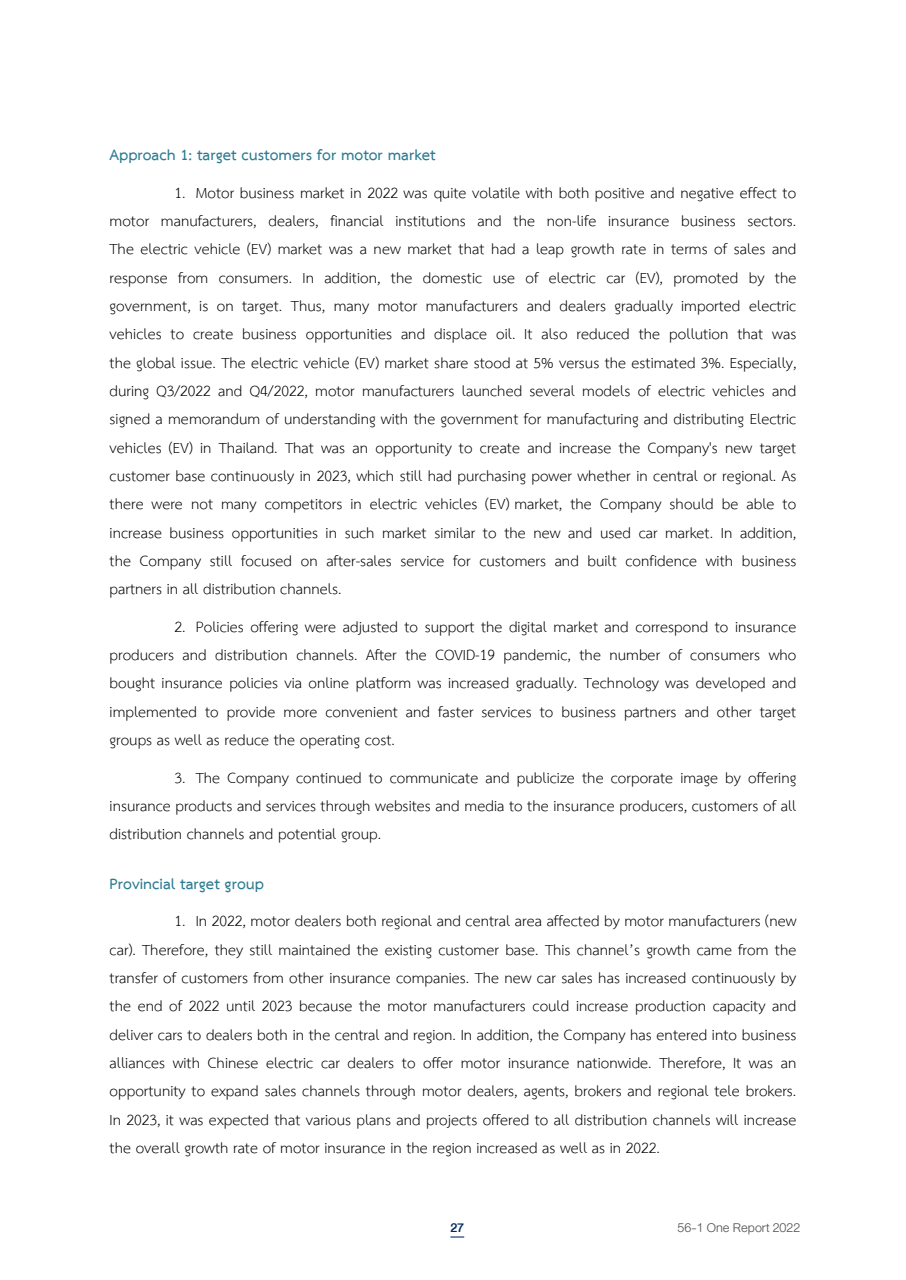 Approach 1: target customers for motor market
1. Motor business market in 2022 was quite volatile with both positive and negative effect to
motor manufacturers, dealers, financial institutions and the non-life insurance business sectors.
The electric vehicle (EV) market was a new market that had a leap growth rate in terms of sales and
response from consumers. In addition, the domestic use of electric car (EV), promoted by the
government, is on target. Thus, many motor manufacturers and dealers gradually imported electric
vehicles to create business opportunities and displace oil. It also reduced the pollution that was
the global issue. The electric vehicle (EV) market share stood at 5% versus the estimated 3%. Especially,
during Q3/2022 and Q4/2022, motor manufacturers launched several models of electric vehicles and
signed a memorandum of understanding with the government for manufacturing and distributing Electric
vehicles (EV) in Thailand. That was an opportunity to create and increase the Company's new target
customer base continuously in 2023, which still had purchasing power whether in central or regional. As
there were not many competitors in electric vehicles (EV) market, the Company should be able to
increase business opportunities in such market similar to the new and used car market. In addition,
the Company still focused on after-sales service for customers and built confidence with business
partners in all distribution channels.
2. Policies offering were adjusted to support the digital market and correspond to insurance
producers and distribution channels. After the COVID-19 pandemic, the number of consumers who
bought insurance policies via online platform was increased gradually. Technology was developed and
implemented to provide more convenient and faster services to business partners and other target
groups as well as reduce the operating cost.
3. The Company continued to communicate and publicize the corporate image by offering
insurance products and services through websites and media to the insurance producers, customers of all
distribution channels and potential group.
Provincial target group
1. In 2022, motor dealers both regional and central area affected by motor manufacturers (new
car). Therefore, they still maintained the existing customer base. This channel’s growth came from the
transfer of customers from other insurance companies. The new car sales has increased continuously by
the end of 2022 until 2023 because the motor manufacturers could increase production capacity and
deliver cars to dealers both in the central and region. In addition, the Company has entered into business
alliances with Chinese electric car dealers to offer motor insurance nationwide. Therefore, It was an
opportunity to expand sales channels through motor dealers, agents, brokers and regional tele brokers.
In 2023, it was expected that various plans and projects offered to all distribution channels will increase
the overall growth rate of motor insurance in the region increased as well as in 2022.
27
56-1 One Report 2022